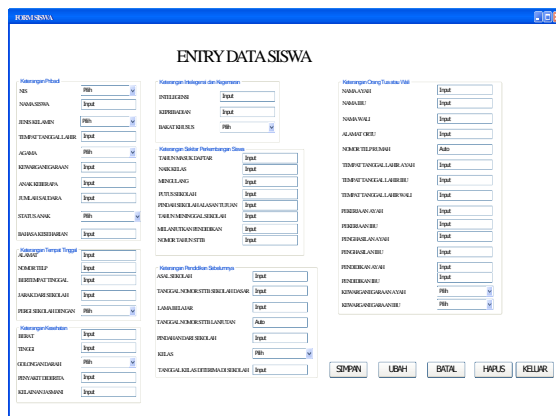 FORM SISWA
ENTRY DATA SISWA
Keterangan Pribadi
NIS Pilih
NAMA SISWA Input
JENIS KELAMIN Pilih
TEMPAT TANGGAL LAHIR Input
AGAMA Pilih
KEWARGANEGARAAN Input
ANAK KEBERAPA Input
JUMLAH SAUDARA Input
STATUS ANAK Pilih
BAHASA KESEHARIAN Input
Keterangan Tempat Tinggal
ALAMAT Input
NOMOR TELP Input
BERTEMPAT TINGGAL Input
JARAK DARI SEKOLAH Input
PERGI SEKOLAH DENGAN Pilih
Keterangan Kesehatan
BERAT Input
TINGGI Input
GOLONGAN DARAH Pilih
PENYAKIT DIDERITA Input
KELAINAN JASMANI Input
Keterangan Intelegensi dan Kegemaran
INTELEGENSI Input
KEPRIBADIAN Input
BAKAT KHUSUS Pilih
Keterangan Sekitar Perkembangan Siswa
TAHUN MASUK DAFTAR Input
NAIK KELAS Input
MENGULANG Input
PUTUS SEKOLAH Input
PINDAH SEKOLAH ALASAN TUJUAN Input
TAHUN MENINGGAL SEKOLAH Input
MELANJUTKAN PENDIDIKAN Input
NOMOR TAHUN STTB Input
Keterangan Pendidikan Sebelumnya
ASAL SEKOLAH Input
TANGGAL NOMOR STTB SEKOLAH DASAR Input
LAMA BELAJAR Input
TANGGAL NOMOR STTB LANJUTAN Auto
PINDAHAN DARI SEKOLAH Input
KELAS Pilih
TANGGAL KELAS DITERIMA DI SEKOLAH Input
Keterangan Orang Tua atau Wali
NAMA AYAH Input
NAMA IBU Input
NAMA WALI Input
ALAMAT ORTU Input
NOMOR TELP RUMAH Auto
TEMPAT TANGGAL LAHIR AYAH Input
TEMPAT TANGGAL LAHIR IBU Input
TEMPAT TANGGAL LAHIR WALI Input
PEKERJAAN AYAH Input
PEKERJAAN IBU Input
PENGHASILAN AYAH Input
PENGHASILAN IBU Input
PENDIDIKAN AYAH Input
PENDIDIKAN IBU Input
KEWARGANEGARAAN AYAH Pilih
KEWARGANEGARAAN IBU Pilih
SIMPAN UBAH BATAL HAPUS KELUAR